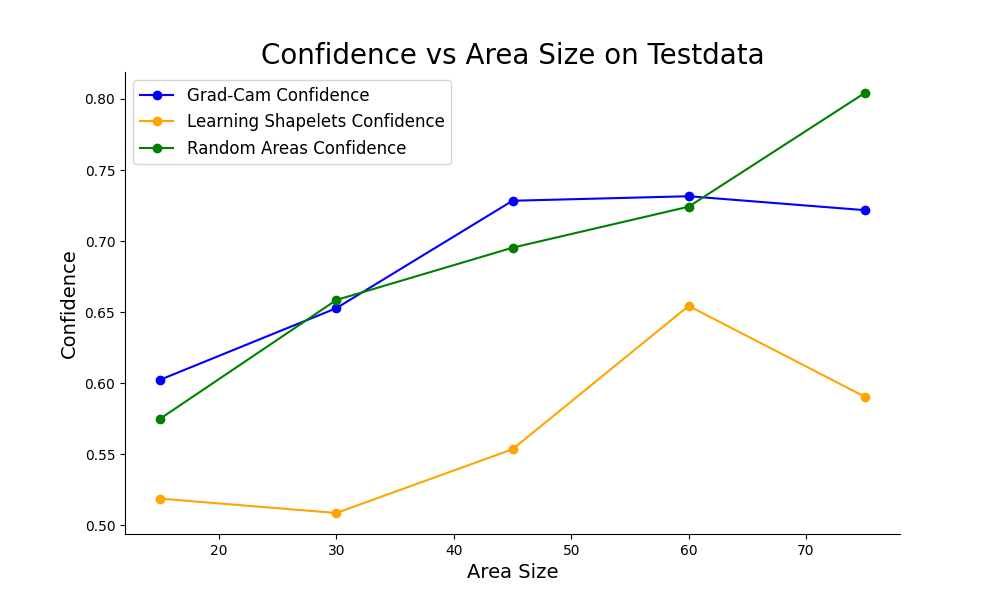 Confidence vs Area Size on Testdata
Grad-Cam Confidence
Learning Shapelets Confidence
Random Areas Confidence
Confidence
0.80
0.75
0.70
0.65
0.60
0.55
0.50
20 30 40 50 60 70
Area Size